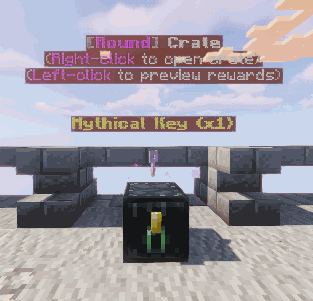 [Round] Crate
(Right-click to open crate)
(Left-click to preview rewards)
Mythical Key (x1)